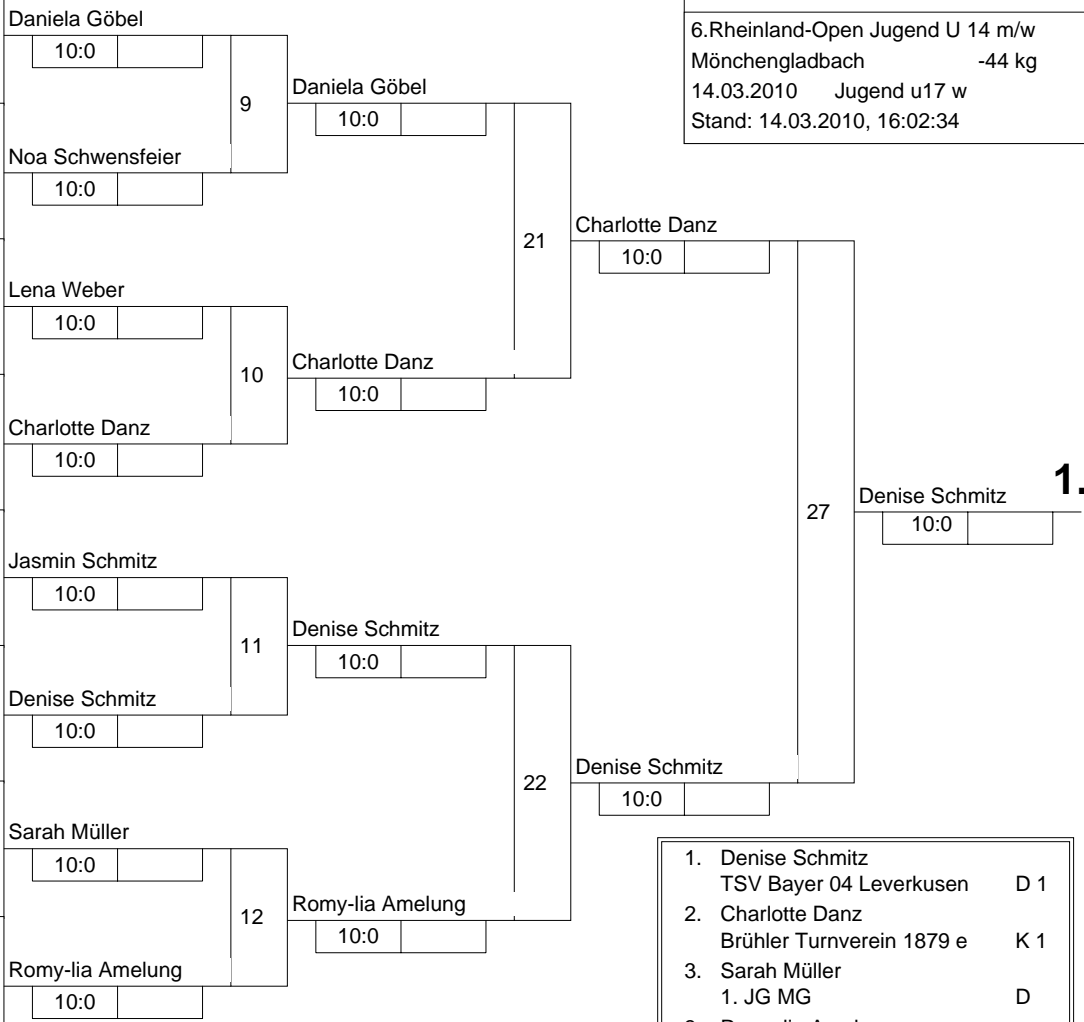 6.Rheinland-Open Jugend U 14 m/w
Mönchengladbach -44 kg
14.03.2010 Jugend u17 w
Stand: 14.03.2010, 16:02:34
Daniela Göbel
10:0
9
Noa Schwensfeier
10:0
Daniela Göbel
10:0
21
Lena Weber
10:0
10
Charlotte Danz
10:0
Charlotte Danz
10:0
Charlotte Danz
10:0
27
Jasmin Schmitz
10:0
11
Denise Schmitz
10:0
Denise Schmitz
10:0
22
Sarah Müller
10:0
12
Romy-lia Amelung
10:0
Romy-lia Amelung
10:0
Denise Schmitz
10:0
Denise Schmitz 1.
10:0
1. Denise Schmitz
TSV Bayer 04 Leverkusen D 1
2. Charlotte Danz
Brühler Turnverein 1879 e K 1
3. Sarah Müller
1. JG MG D